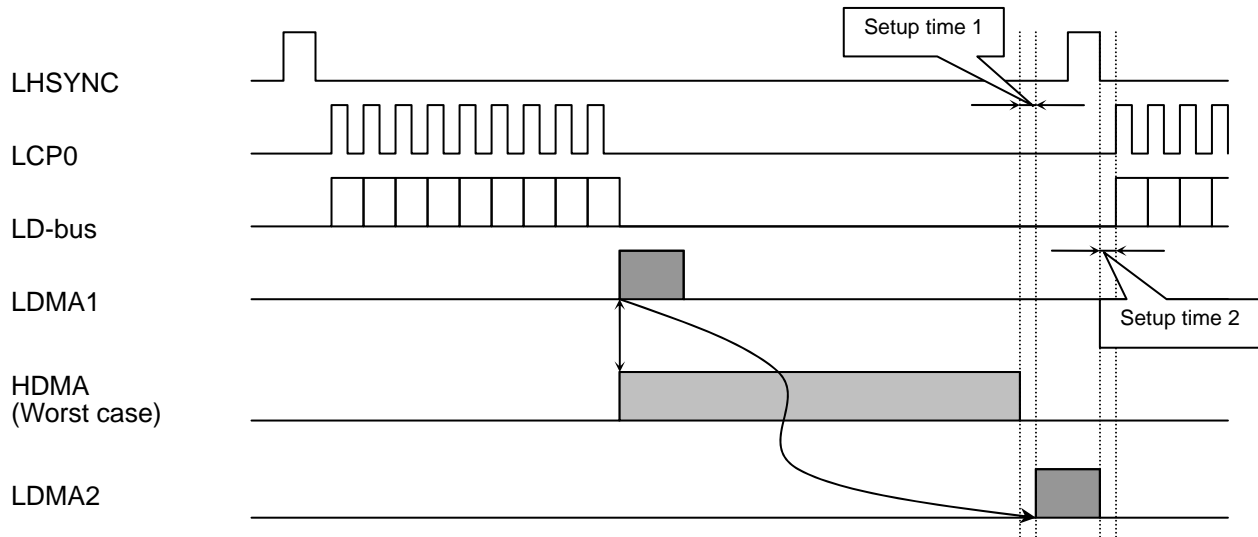 Setup time 1
LHSYNC
LCP0
LD-bus
LDMA1
Setup time 2
HDMA
(Worst case)
LDMA2